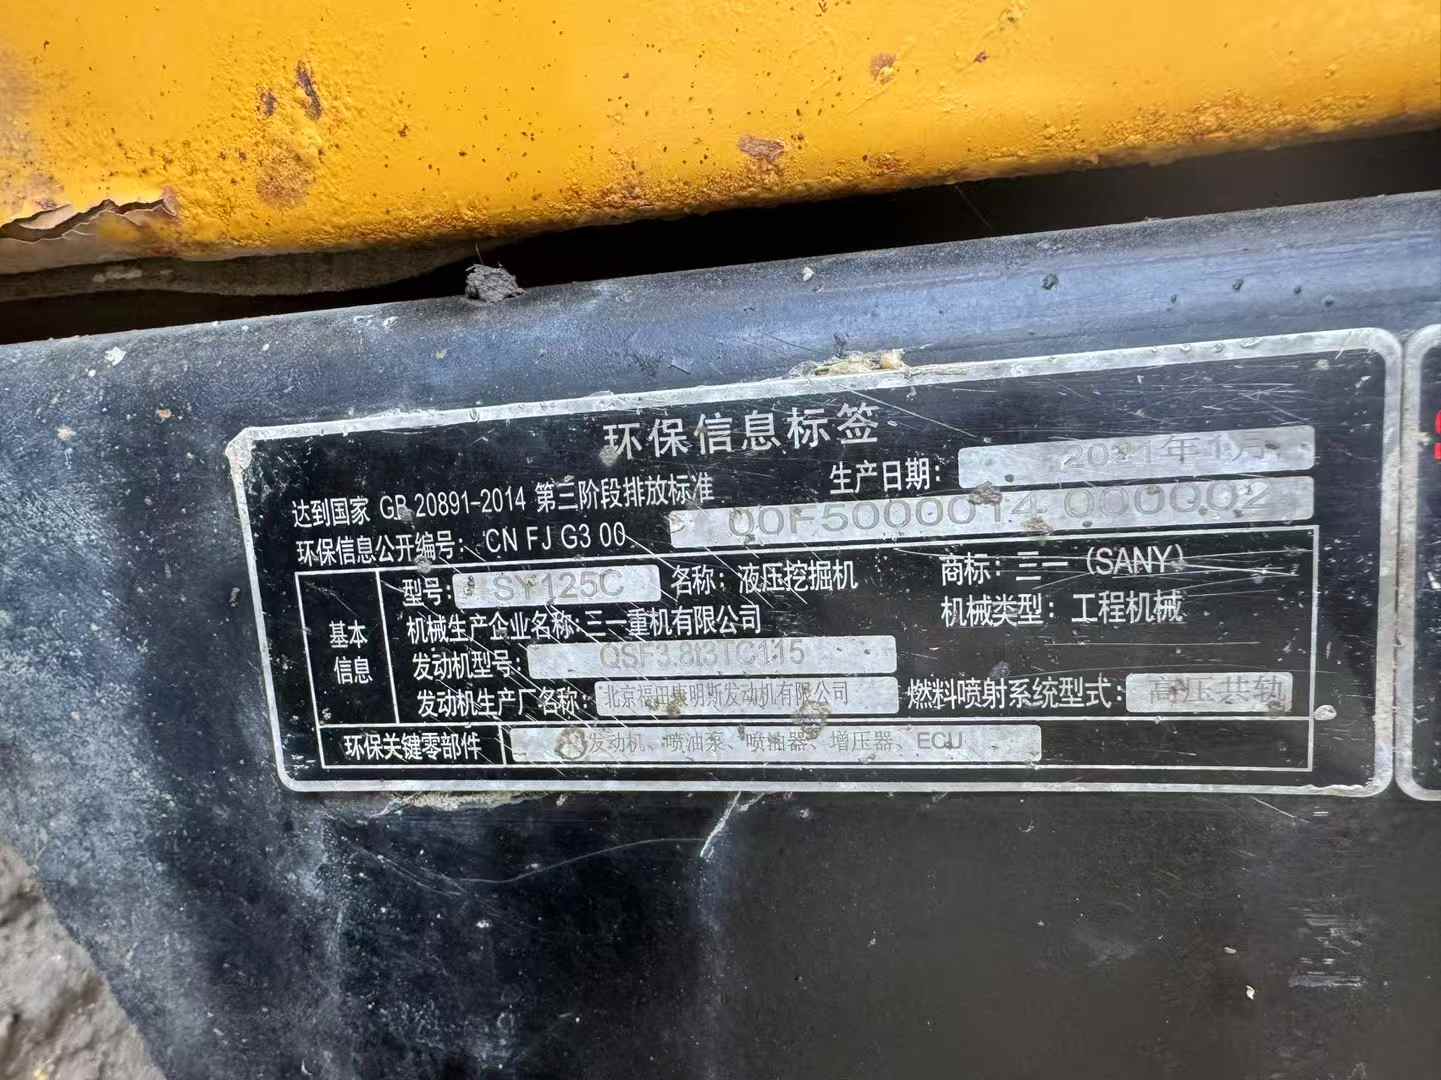 环保信息标签
达到国家 GB 20891-2014 第三阶段排放标准 生产日期: 2021年1月
环保信息公开编号: CN FJ G3 00 00F5000014 000002
基本信息
型号: SY125C 名称: 液压挖掘机 商标: 三一 (SANY)
机械生产企业名称:三一重机有限公司 机械类型: 工程机械
发动机型号: QSF3.8t3TC115
发动机生产厂名称: 北京福田康明斯发动机有限公司 燃料喷射系统型式: 高压共轨
环保关键零部件 发动机、喷油泵、喷油器、增压器、ECU